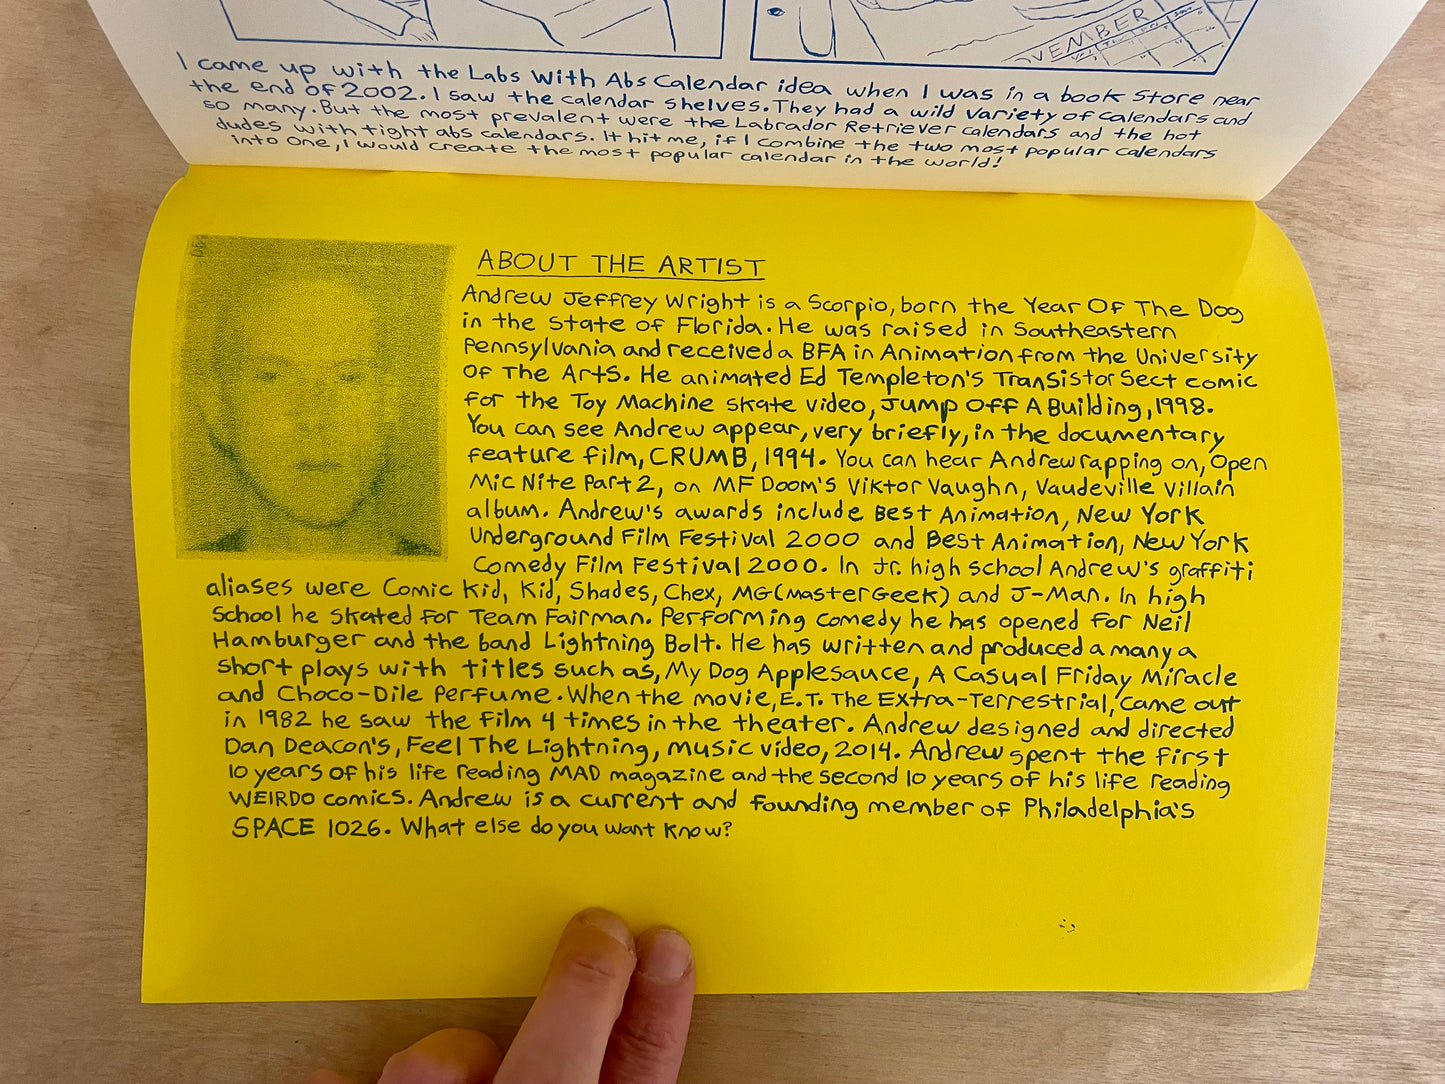 VEMBER
I came up with the Labs With Abs Calendar idea when I was in a book store near
the end of 2002. I saw the calendar shelves. They had a wild variety of calendars and
so many. But the most prevalent were the Labrador Retriever calendars and the hot
dudes with tight abs calendars. It hit me, if I combine the two most popular calendars
into one, I would create the most popular calendar in the world!
ABOUT THE ARTIST
Andrew Jeffrey Wright is a Scorpio, born the Year Of The Dog
in the state of Florida. He was raised in Southeastern
Pennsylvania and received a BFA in Animation from the University
Of The Arts. He animated Ed Templeton's Transistor Sect comic
for the Toy Machine skate video, Jump Off A Building, 1998.
You can see Andrew appear, very briefly, in the documentary
feature film, CRUMB, 1994. You can hear Andrew rapping on, Open
Mic Nite Part 2, on MF Doom's Viktor Vaughn, Vaudeville Villain
album. Andrew's awards include Best Animation, New York
Underground Film Festival 2000 and Best Animation, New York
Comedy Film Festival 2000. In Jr. high school Andrew's graffiti
aliases were Comic Kid, Kid, Shades, Chex, MG(Master Geek) and J-Man. In high
school he skated for Team Fairman. Performing comedy he has opened for Neil
Hamburger and the band Lightning Bolt. He has written and produced a many a
short plays with titles such as, My Dog Applesauce, A Casual Friday Miracle
and Choco-Dile Perfume. When the movie, E.T. The Extra-Terrestrial, came out
in 1982 he saw the film 4 times in the theater. Andrew designed and directed
Dan Deacon's, Feel The Lightning, music video, 2014. Andrew spent the first
10 years of his life reading MAD magazine and the second 10 years of his life reading
WEIRDO comics. Andrew is a current and founding member of Philadelphia's
SPACE 1026. What else do you want know?